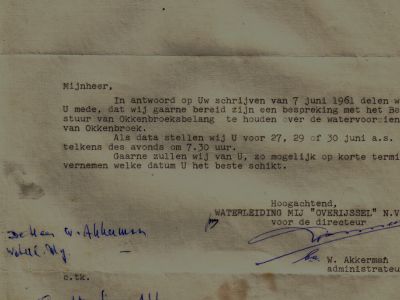 Mijnheer,
In antwoord op Uw schrijven van 7 juni 1961 delen w
U mede, dat wij gaarne bereid zijn een bespreking met het Be
stuur van Okkenbroeksbelang te houden over de watervoorzien
van Okkenbroek.
Als data stellen wij U voor 27, 29 of 30 juni a.s.
telkens des avonds om 7.30 uur.
Gaarne zullen wij van U, zo mogelijk op korte termi
vernemen welke datum U het beste schikt.
Hoogachtend,
WATERLEIDING MIJ "OVERIJSSEL" N.V
voor de directeur
De Heer W. Akkerman
W. Akkerman
administrateu
c.tk.